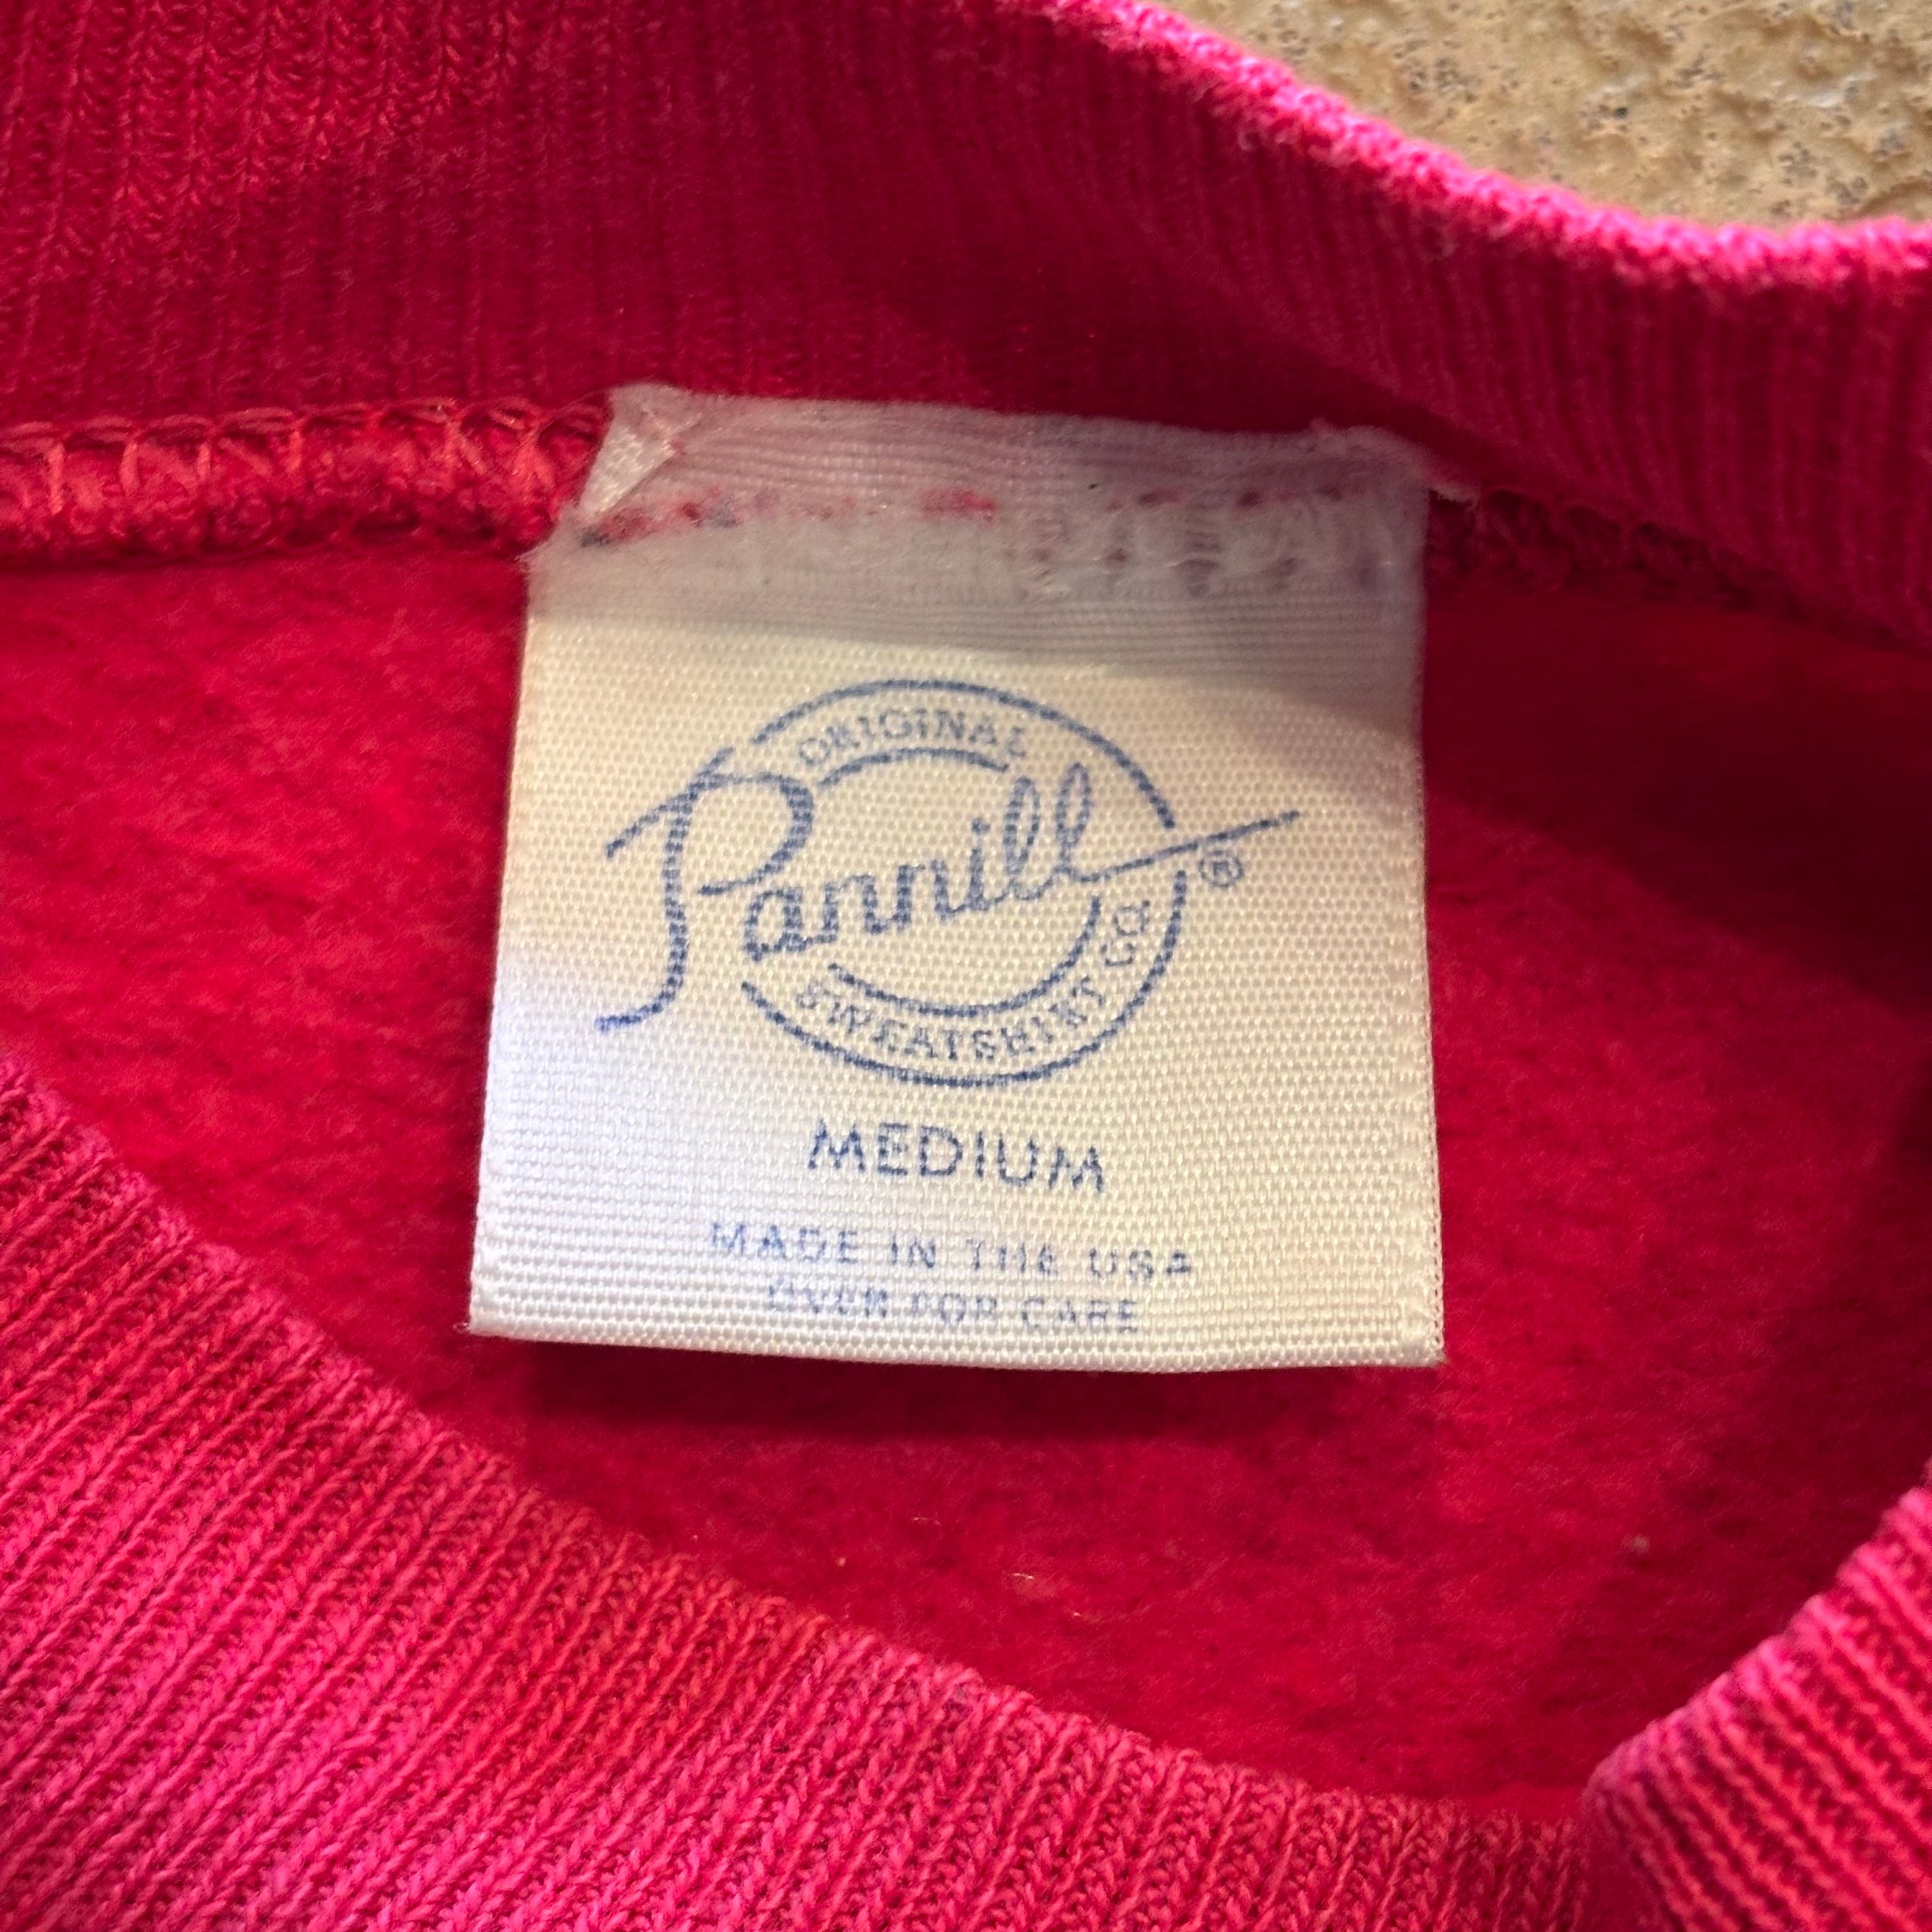 ORIGINAL
Pannill®
SWEATSHIRT CO.
MEDIUM
MADE IN THE USA
OVER FOR CARE